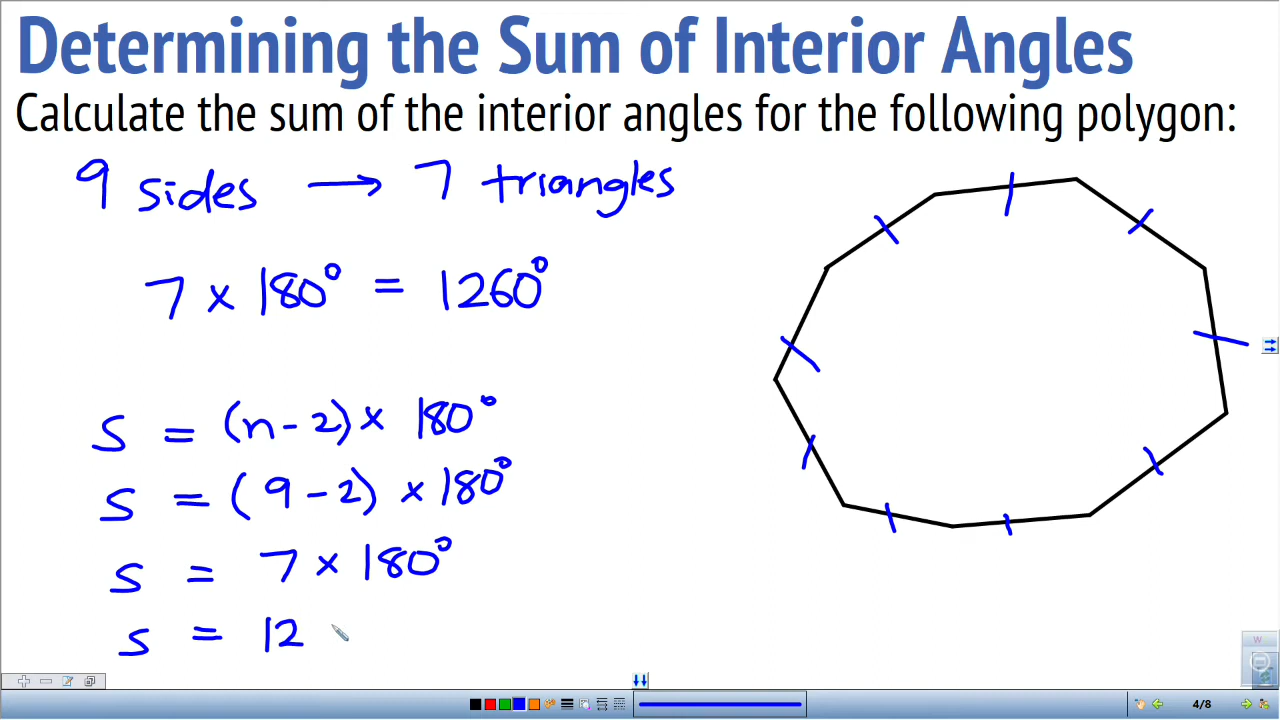 Determining the Sum of Interior Angles
Calculate the sum of the interior angles for the following polygon:
9 sides → 7 triangles
7 × 180° = 1260°
S = (n - 2) × 180°
S = (9 - 2) × 180°
S = 7 × 180°
S = 12
W
4/8